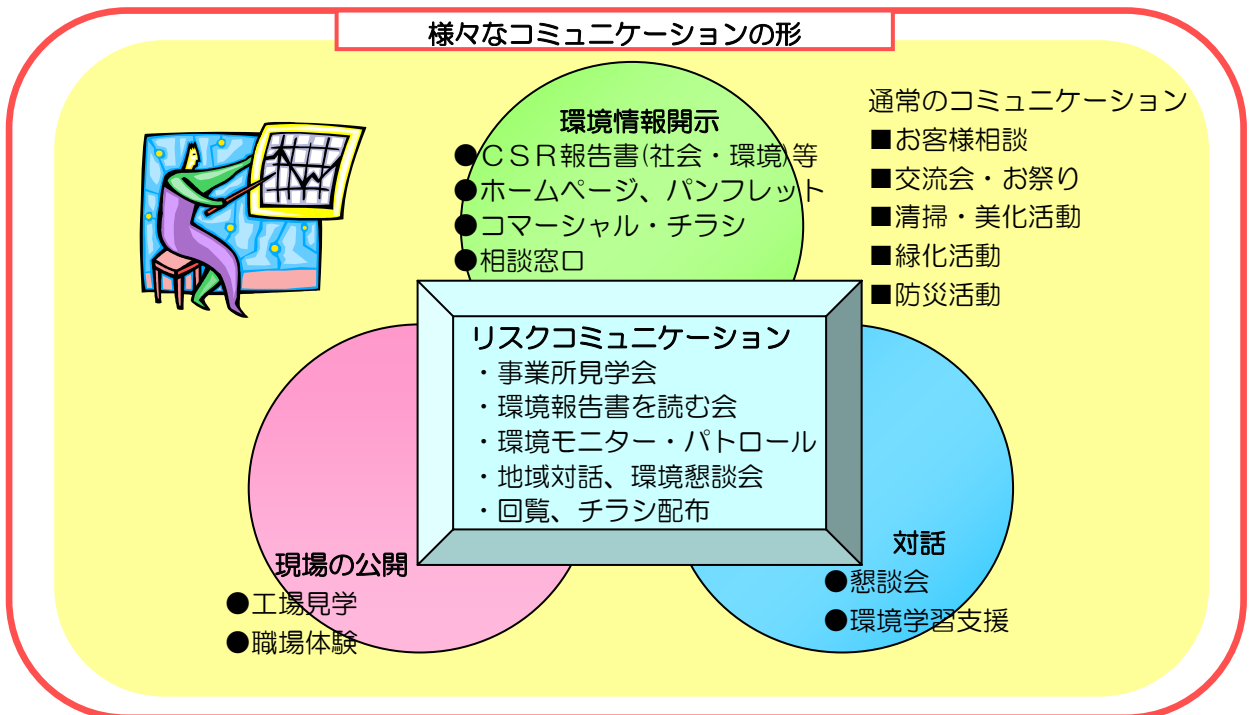 様々なコミュニケーションの形
環境情報開示
●ＣＳＲ報告書(社会・環境)等
●ホームページ、パンフレット
●コマーシャル・チラシ
●相談窓口
通常のコミュニケーション
■お客様相談
■交流会・お祭り
■清掃・美化活動
■緑化活動
■防災活動
リスクコミュニケーション
・事業所見学会
・環境報告書を読む会
・環境モニター・パトロール
・地域対話、環境懇談会
・回覧、チラシ配布
現場の公開
●工場見学
●職場体験
対話
●懇談会
●環境学習支援